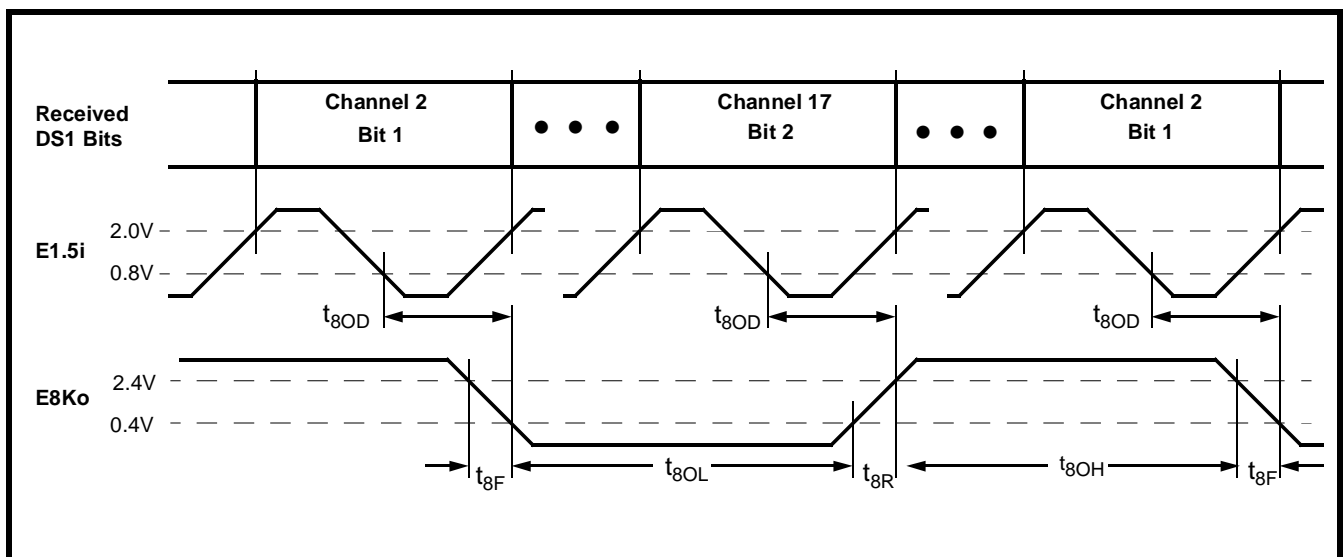 Received
DS1 Bits
Channel 2
Bit 1
• • •
Channel 17
Bit 2
• • •
Channel 2
Bit 1
E1.5i
2.0V
0.8V
t8OD
t8OD
t8OD
E8Ko
2.4V
0.4V
t8F
t8OL
t8R
t8OH
t8F